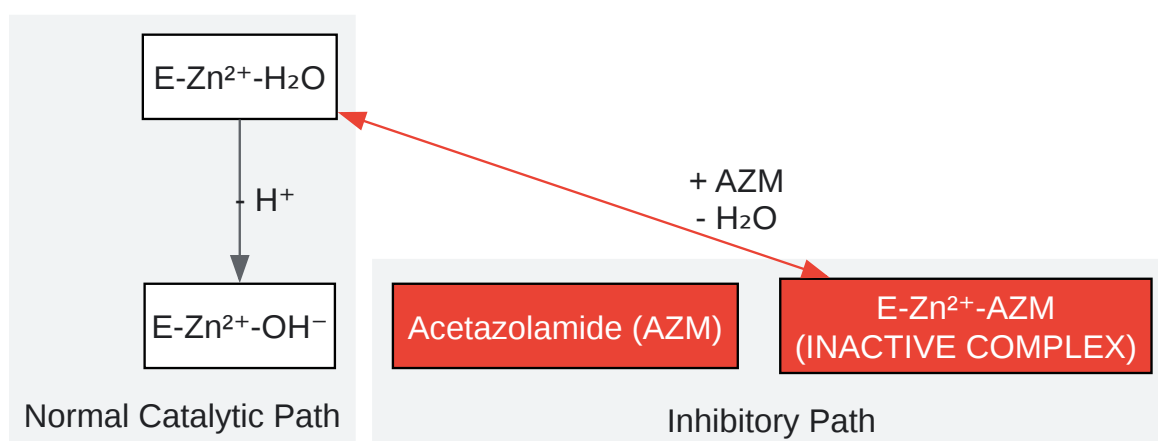 E-Zn²⁺-H₂O
+ AZM
- H₂O
- H⁺
E-Zn²⁺-OH⁻
Acetazolamide (AZM)
E-Zn²⁺-AZM
(INACTIVE COMPLEX)
Normal Catalytic Path
Inhibitory Path